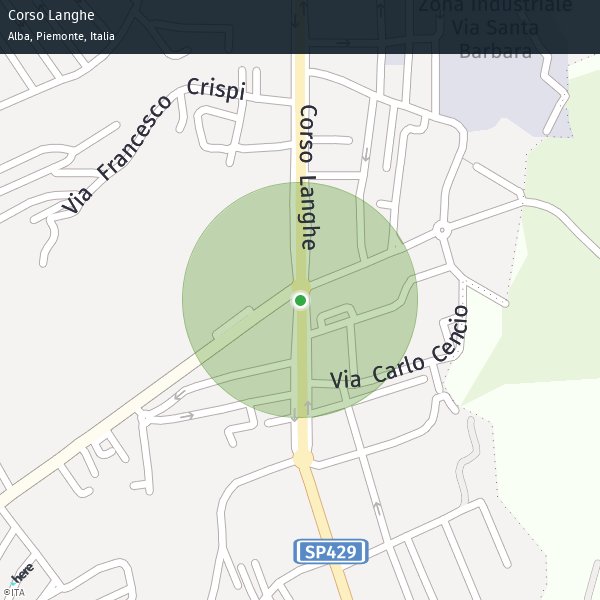 Corso Langhe
Alba, Piemonte, Italia
Zona Industriale
Via Santa
Barbara
Via Francesco Crispi
Corso Langhe
Via Carlo Cencio
SP429
here
©ITA